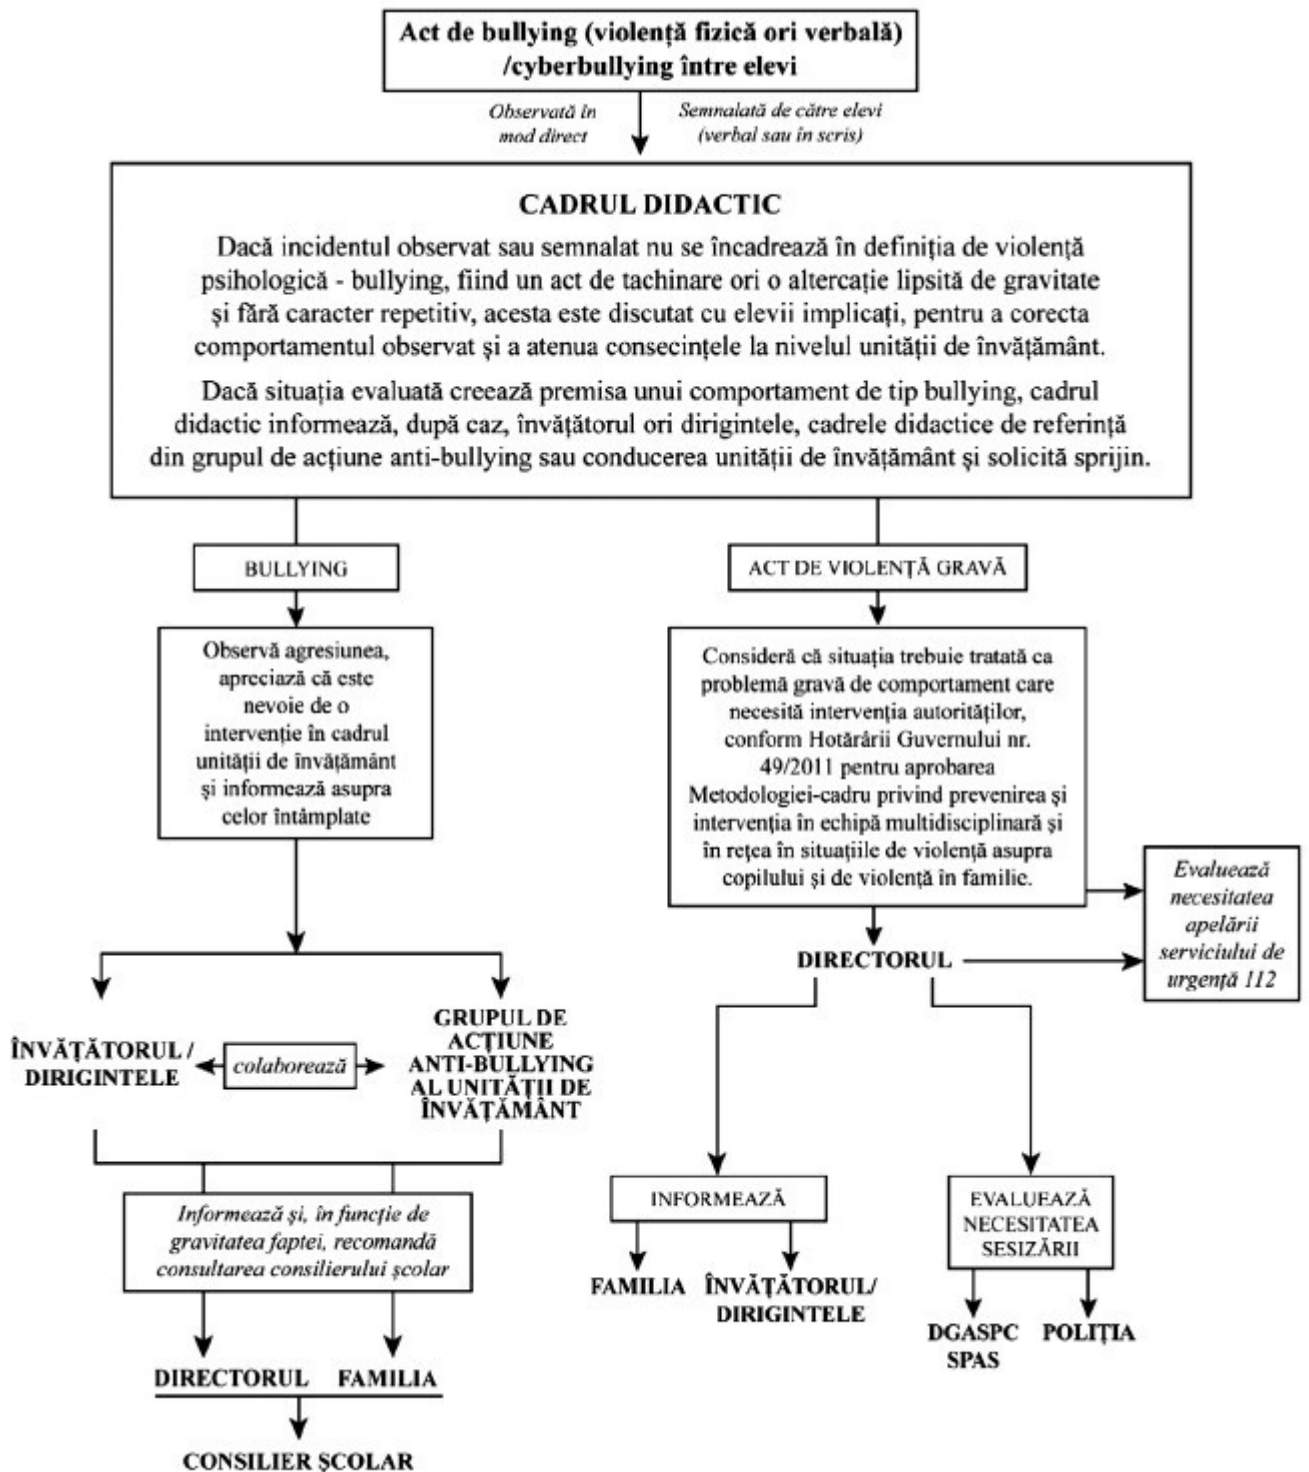 Act de bullying (violență fizică ori verbală)
/cyberbullying între elevi
Observată în
mod direct
Semnalată de către elevi
(verbal sau în scris)
CADRUL DIDACTIC
Dacă incidentul observat sau semnalat nu se încadrează în definiția de violență
psihologică - bullying, fiind un act de tachinare ori o altercație lipsită de gravitate
și fără caracter repetitiv, acesta este discutat cu elevii implicați, pentru a corecta
comportamentul observat și a atenua consecințele la nivelul unității de învățământ.
Dacă situația evaluată creează premisa unui comportament de tip bullying, cadrul
didactic informează, după caz, învățătorul ori dirigintele, cadrele didactice de referință
din grupul de acțiune anti-bullying sau conducerea unității de învățământ și solicită sprijin.
BULLYING
Observă agresiunea,
apreciază că este
nevoie de o
intervenție în cadrul
unității de învățământ
și informează asupra
celor întâmplate
ÎNVĂȚĂTORUL /
DIRIGINTELE
colaborează
GRUPUL DE
ACȚIUNE
ANTI-BULLYING
AL UNITĂȚII DE
ÎNVĂȚĂMÂNT
Informează și, în funcție de
gravitatea faptei, recomandă
consultarea consilierului școlar
DIRECTORUL
FAMILIA
CONSILIER ȘCOLAR
ACT DE VIOLENȚĂ GRAVĂ
Consideră că situația trebuie tratată ca
problemă gravă de comportament care
necesită intervenția autorităților,
conform Hotărârii Guvernului nr.
49/2011 pentru aprobarea
Metodologiei-cadru privind prevenirea și
intervenția în echipă multidisciplinară și
în rețea în situațiile de violență asupra
copilului și de violență în familie.
Evaluează
necesitatea
apelării
serviciului de
urgență 112
DIRECTORUL
INFORMEAZĂ
FAMILIA
ÎNVĂȚĂTORUL/
DIRIGINTELE
EVALUEAZĂ
NECESITATEA
SESIZĂRII
DGASPC
SPAS
POLIȚIA